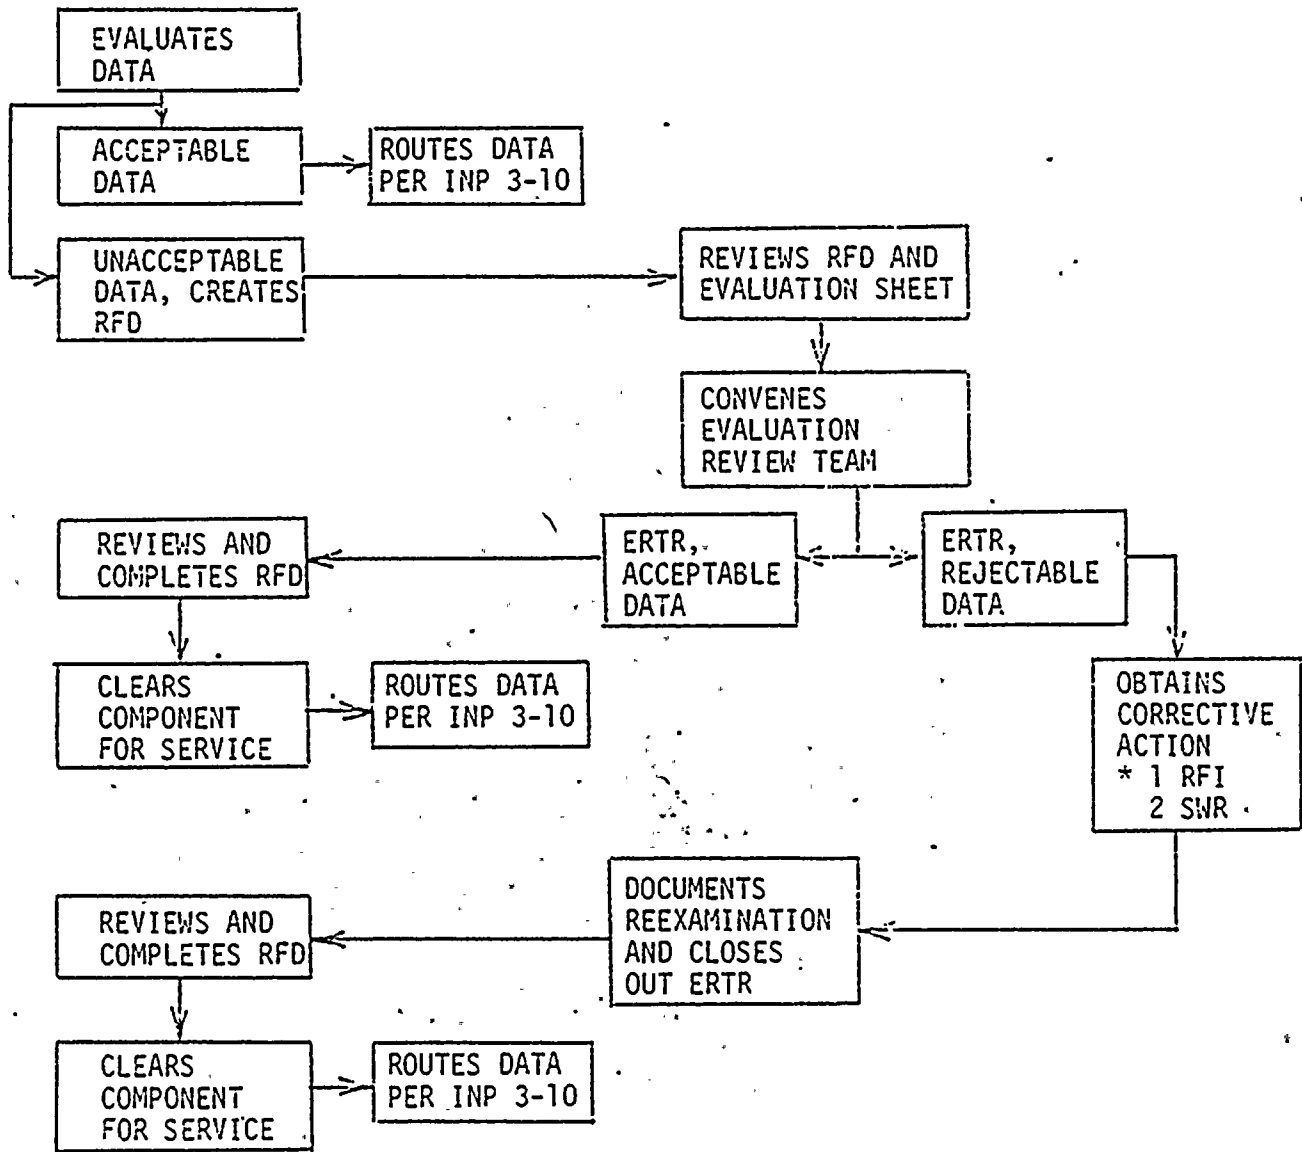 EVALUATES
DATA
ACCEPTABLE
DATA
ROUTES DATA
PER INP 3-10
UNACCEPTABLE
DATA, CREATES
RFD
REVIEWS RFD AND
EVALUATION SHEET
CONVENES
EVALUATION
REVIEW TEAM
REVIEWS AND
COMPLETES RFD
ERTR,
ACCEPTABLE
DATA
ERTR,
REJECTABLE
DATA
CLEARS
COMPONENT
FOR SERVICE
ROUTES DATA
PER INP 3-10
OBTAINS
CORRECTIVE
ACTION
* 1 RFI
2 SWR
DOCUMENTS
REEXAMINATION
AND CLOSES
OUT ERTR
REVIEWS AND
COMPLETES RFD
CLEARS
COMPONENT
FOR SERVICE
ROUTES DATA
PER INP 3-10